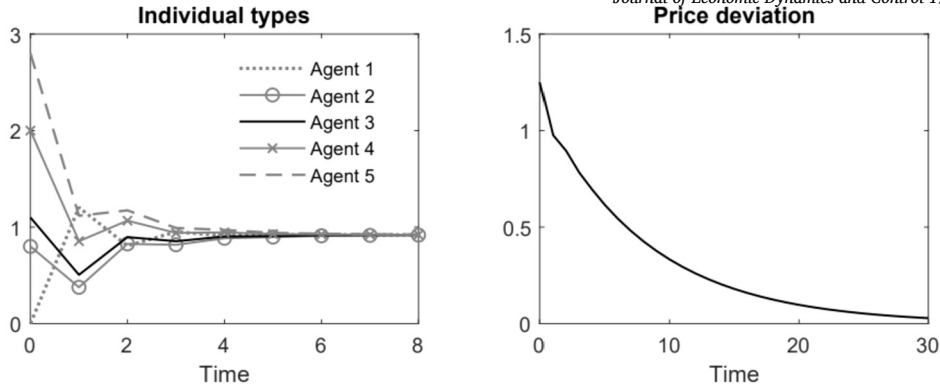 Journal of Economic Dynamics and Control
Individual types
Price deviation
3
2
1
0
Agent 1
Agent 2
Agent 3
Agent 4
Agent 5
0 2 4 6 8
Time
1.5
1
0.5
0
0 10 20 30
Time